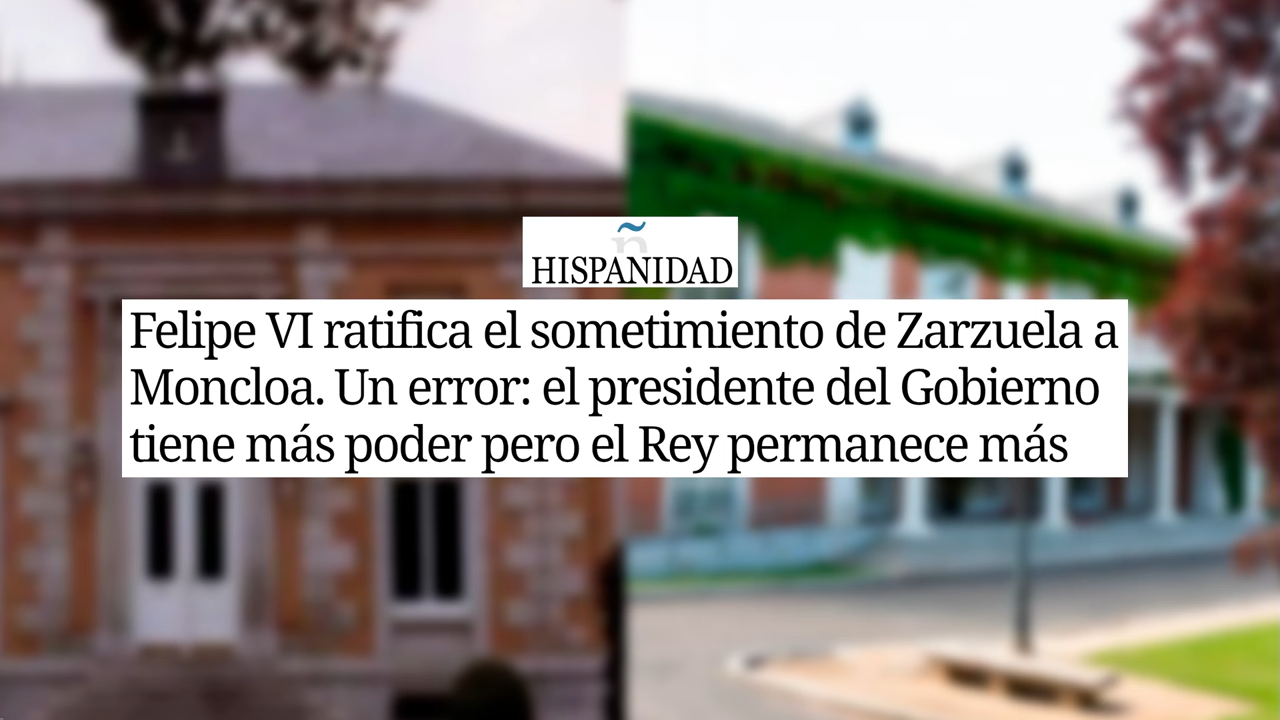 ñ
HISPANIDAD
Felipe VI ratifica el sometimiento de Zarzuela a
Moncloa. Un error: el presidente del Gobierno
tiene más poder pero el Rey permanece más